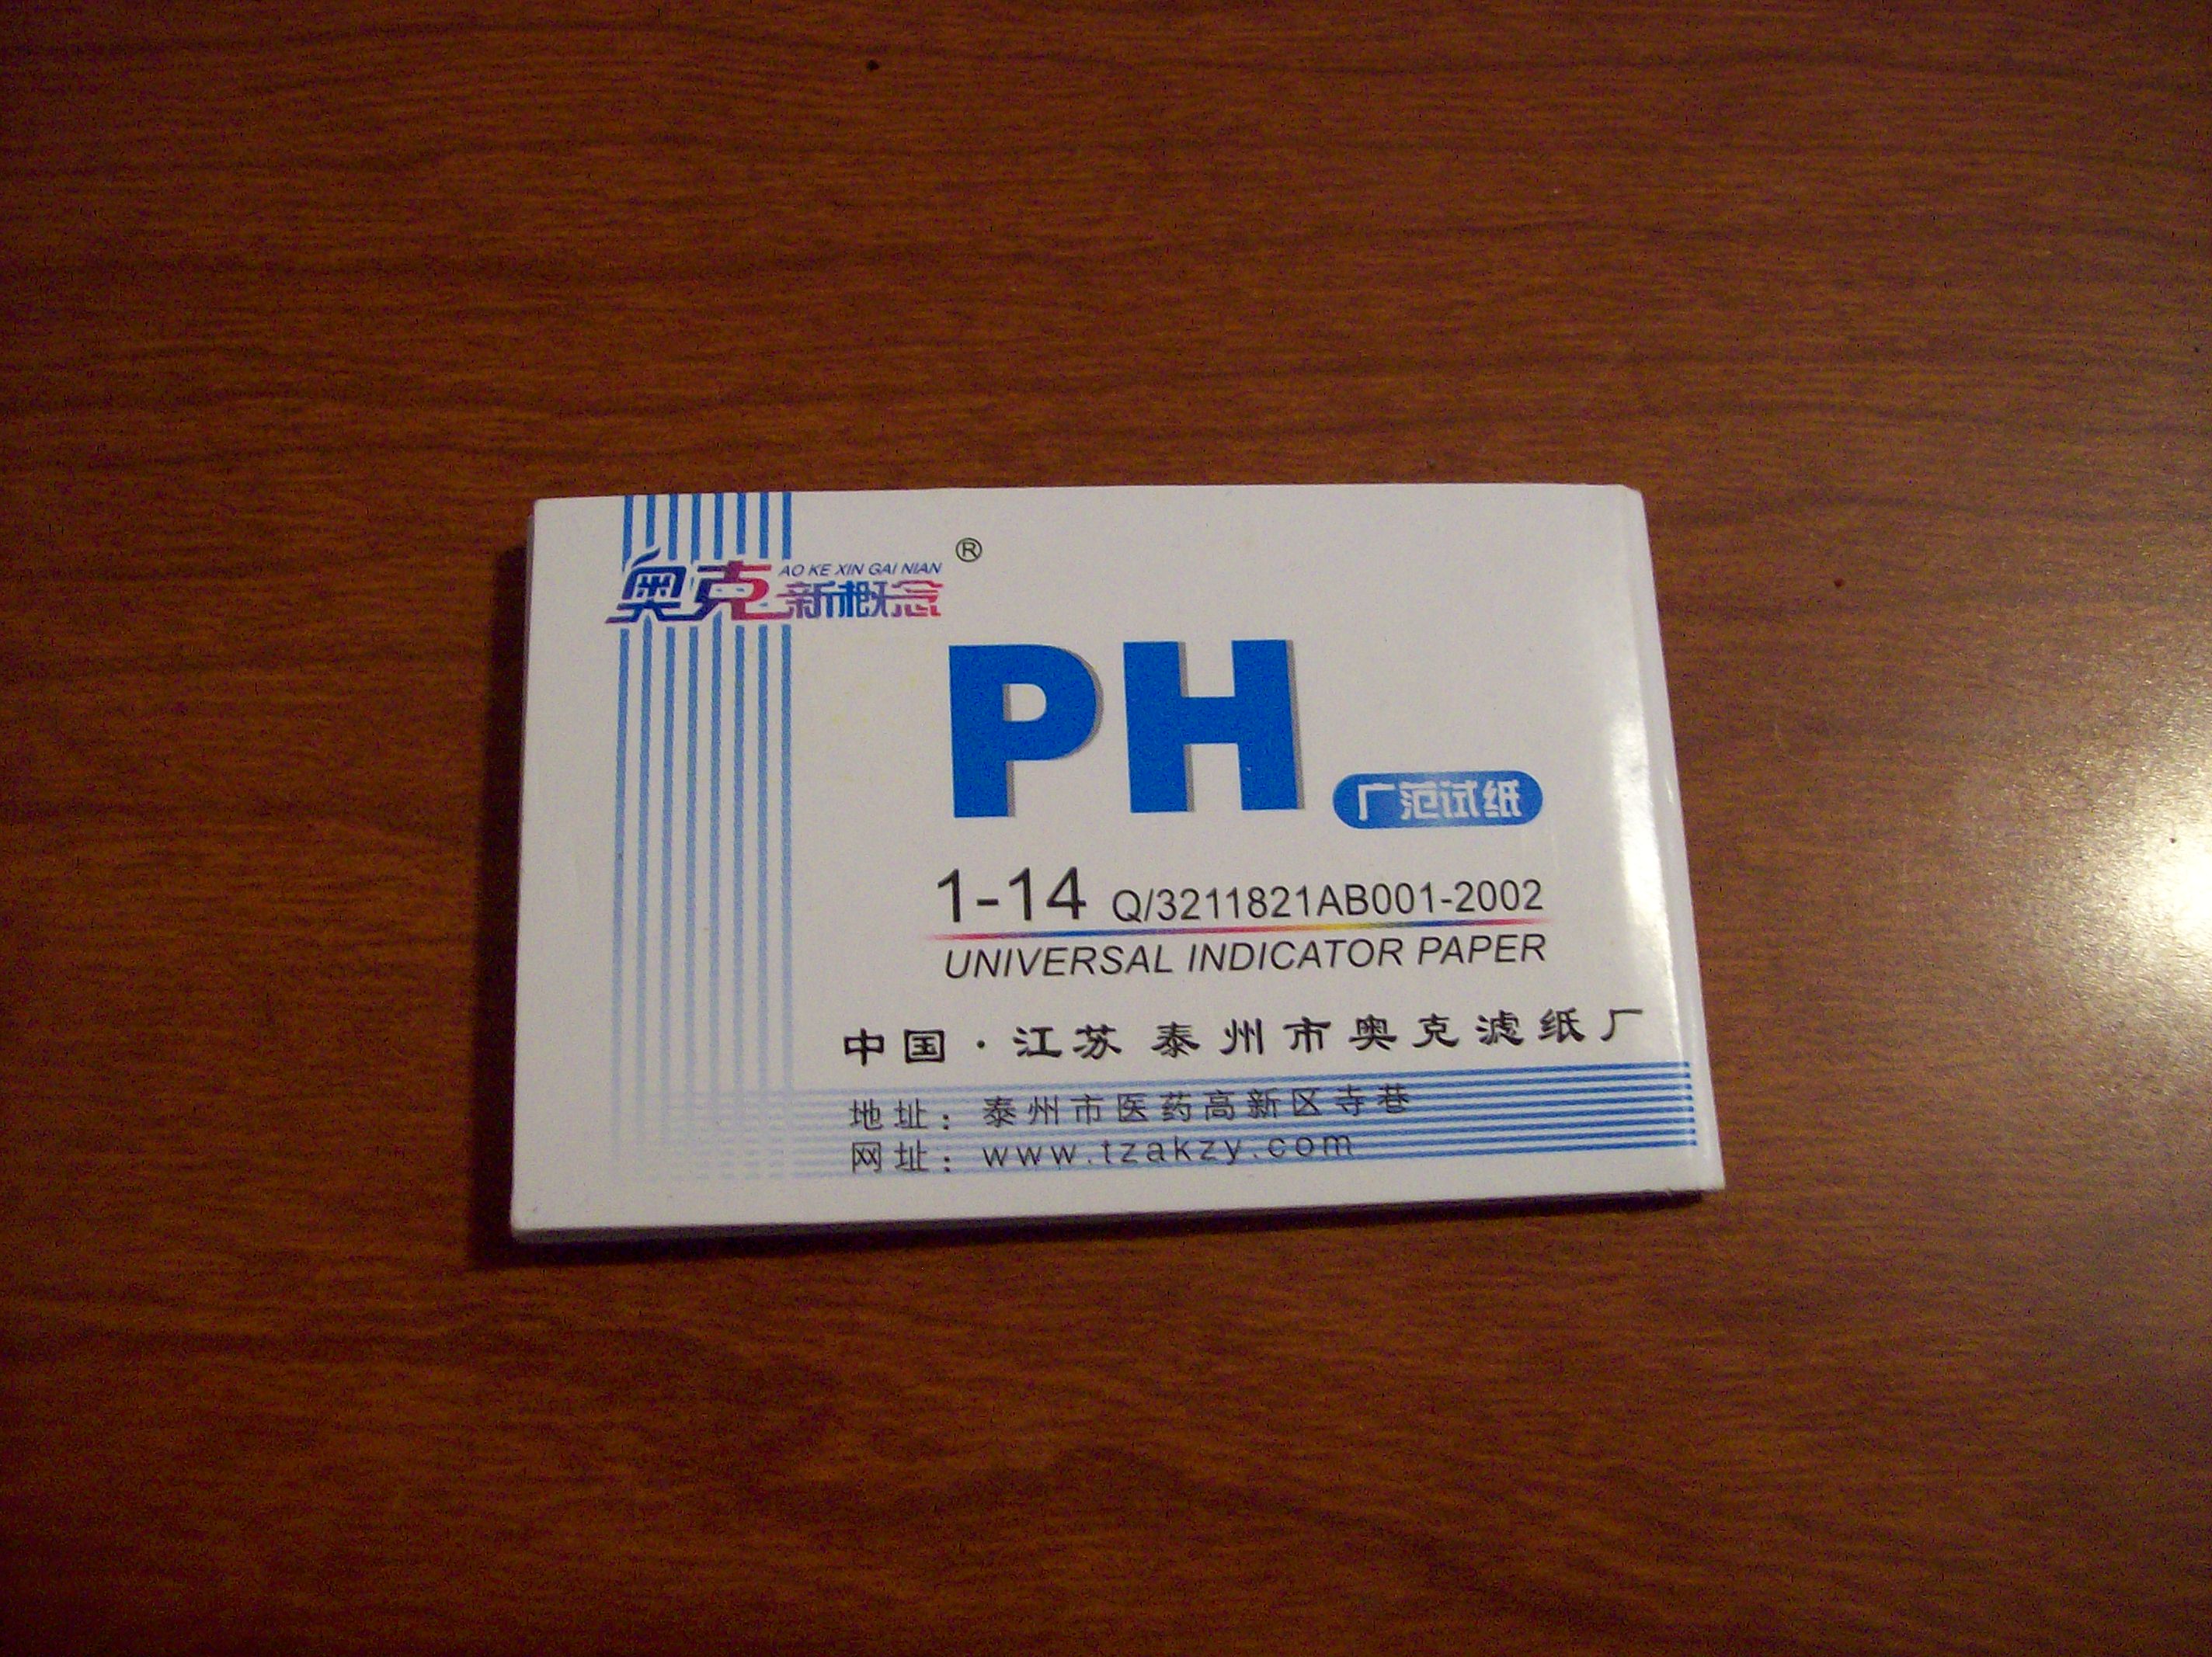 ®
AO KE XIN GAI NIAN
奥克新概念
PH
广范试纸
1-14 Q/3211821AB001-2002
UNIVERSAL INDICATOR PAPER
中国·江苏 泰州市奥克滤纸厂
地址：泰州市医药高新区寺巷
网址：www.tzakzy.com